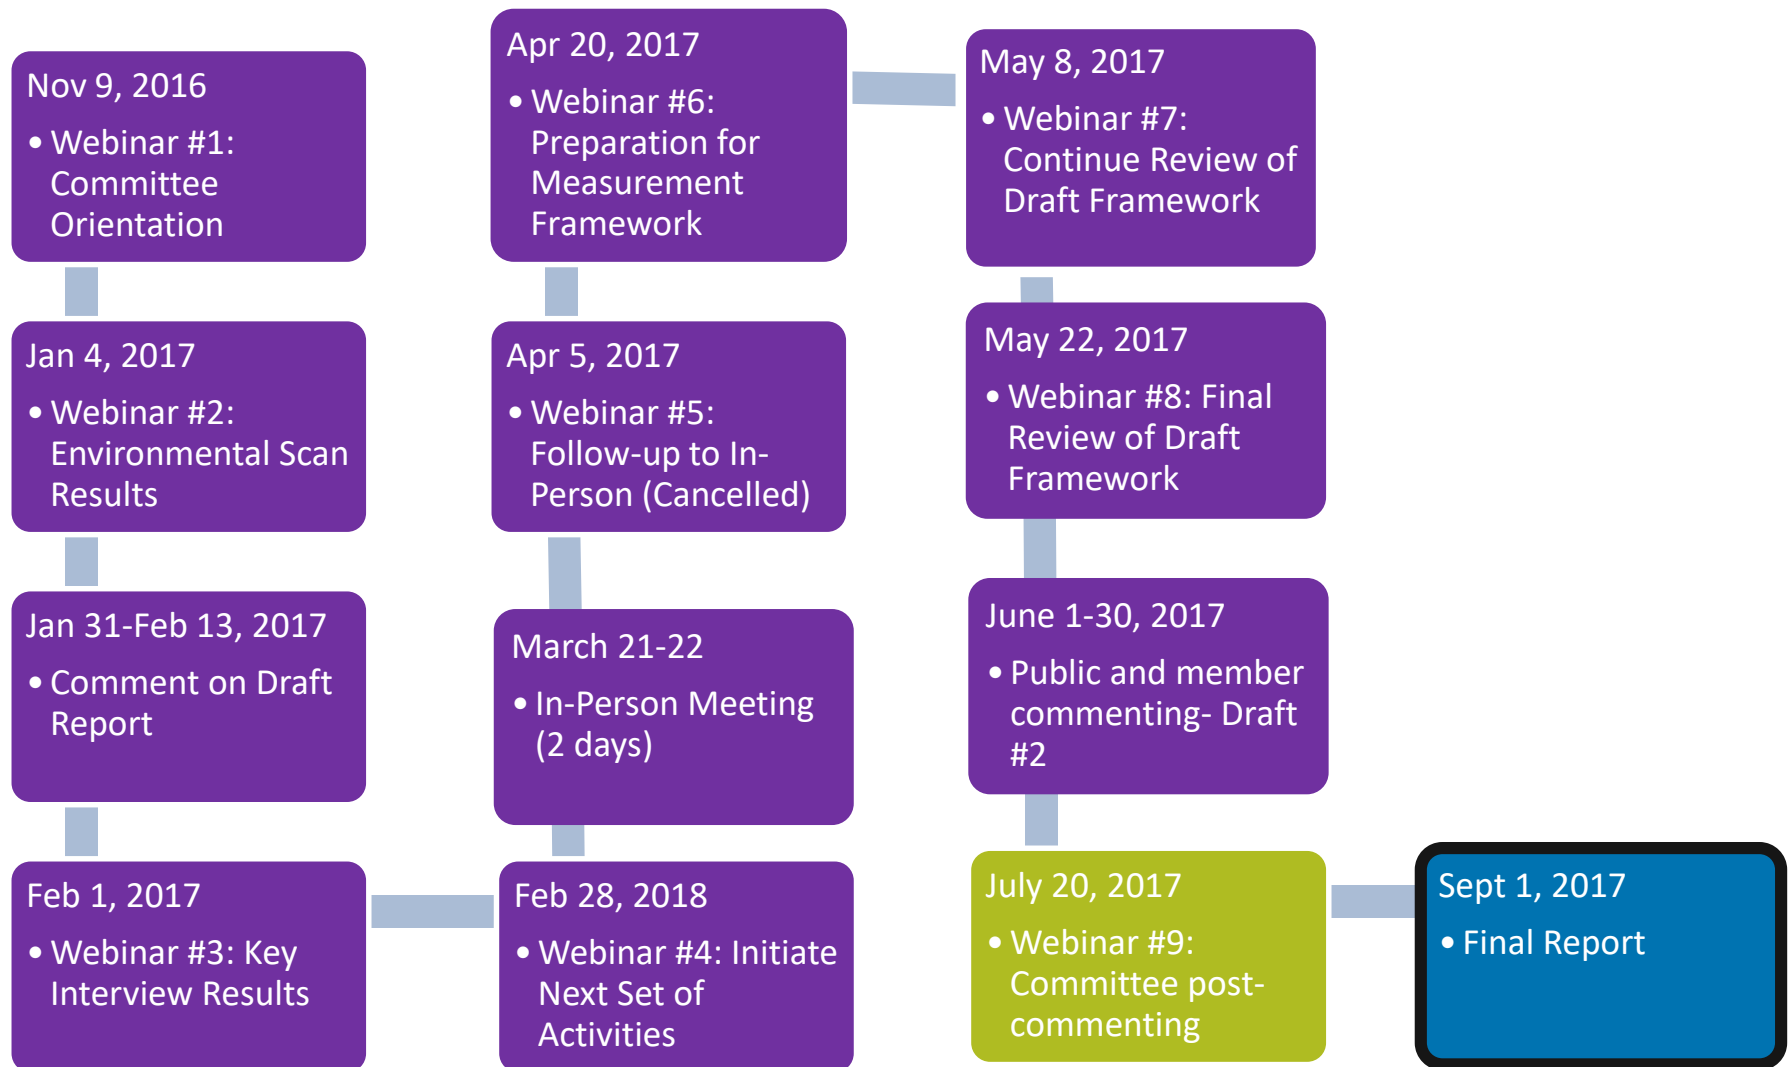 Nov 9, 2016
• Webinar #1:
Committee
Orientation
Jan 4, 2017
• Webinar #2:
Environmental Scan
Results
Jan 31-Feb 13, 2017
• Comment on Draft
Report
Feb 1, 2017
• Webinar #3: Key
Interview Results
Feb 28, 2018
• Webinar #4: Initiate
Next Set of
Activities
March 21-22
• In-Person Meeting
(2 days)
Apr 5, 2017
• Webinar #5:
Follow-up to In-
Person (Cancelled)
Apr 20, 2017
• Webinar #6:
Preparation for
Measurement
Framework
May 8, 2017
• Webinar #7:
Continue Review of
Draft Framework
May 22, 2017
• Webinar #8: Final
Review of Draft
Framework
June 1-30, 2017
• Public and member
commenting- Draft
#2
July 20, 2017
• Webinar #9:
Committee post-
commenting
Sept 1, 2017
• Final Report